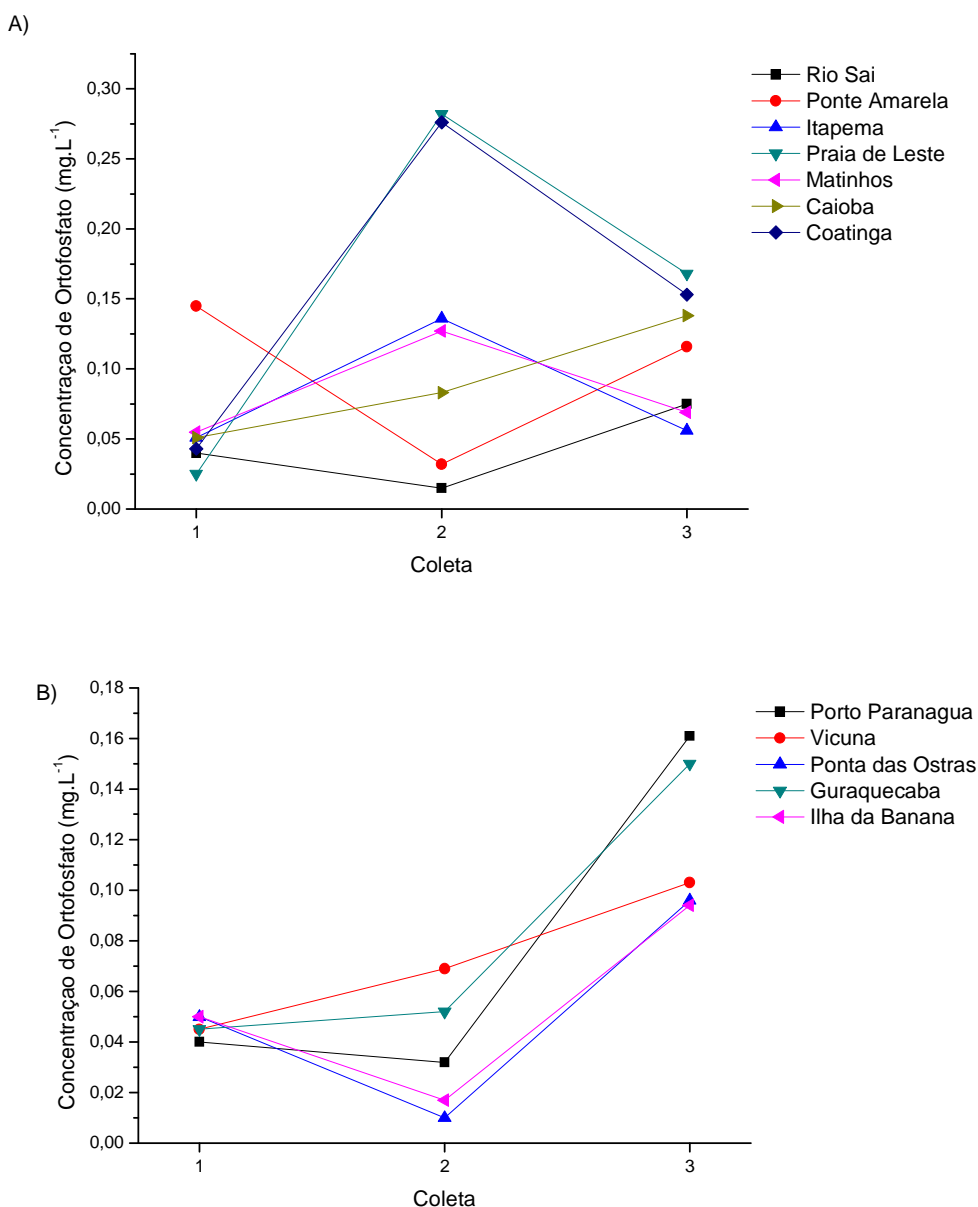 A)
Concentraçao de Ortofosfato (mg.L-1)
0,30
0,25
0,20
0,15
0,10
0,05
0,00
1 2 3
Coleta
Rio Sai
Ponte Amarela
Itapema
Praia de Leste
Matinhos
Caioba
Coatinga
B)
Concentraçao de Ortofosfato (mg.L-1)
0,18
0,16
0,14
0,12
0,10
0,08
0,06
0,04
0,02
0,00
1 2 3
Coleta
Porto Paranagua
Vicuna
Ponta das Ostras
Guraquecaba
Ilha da Banana